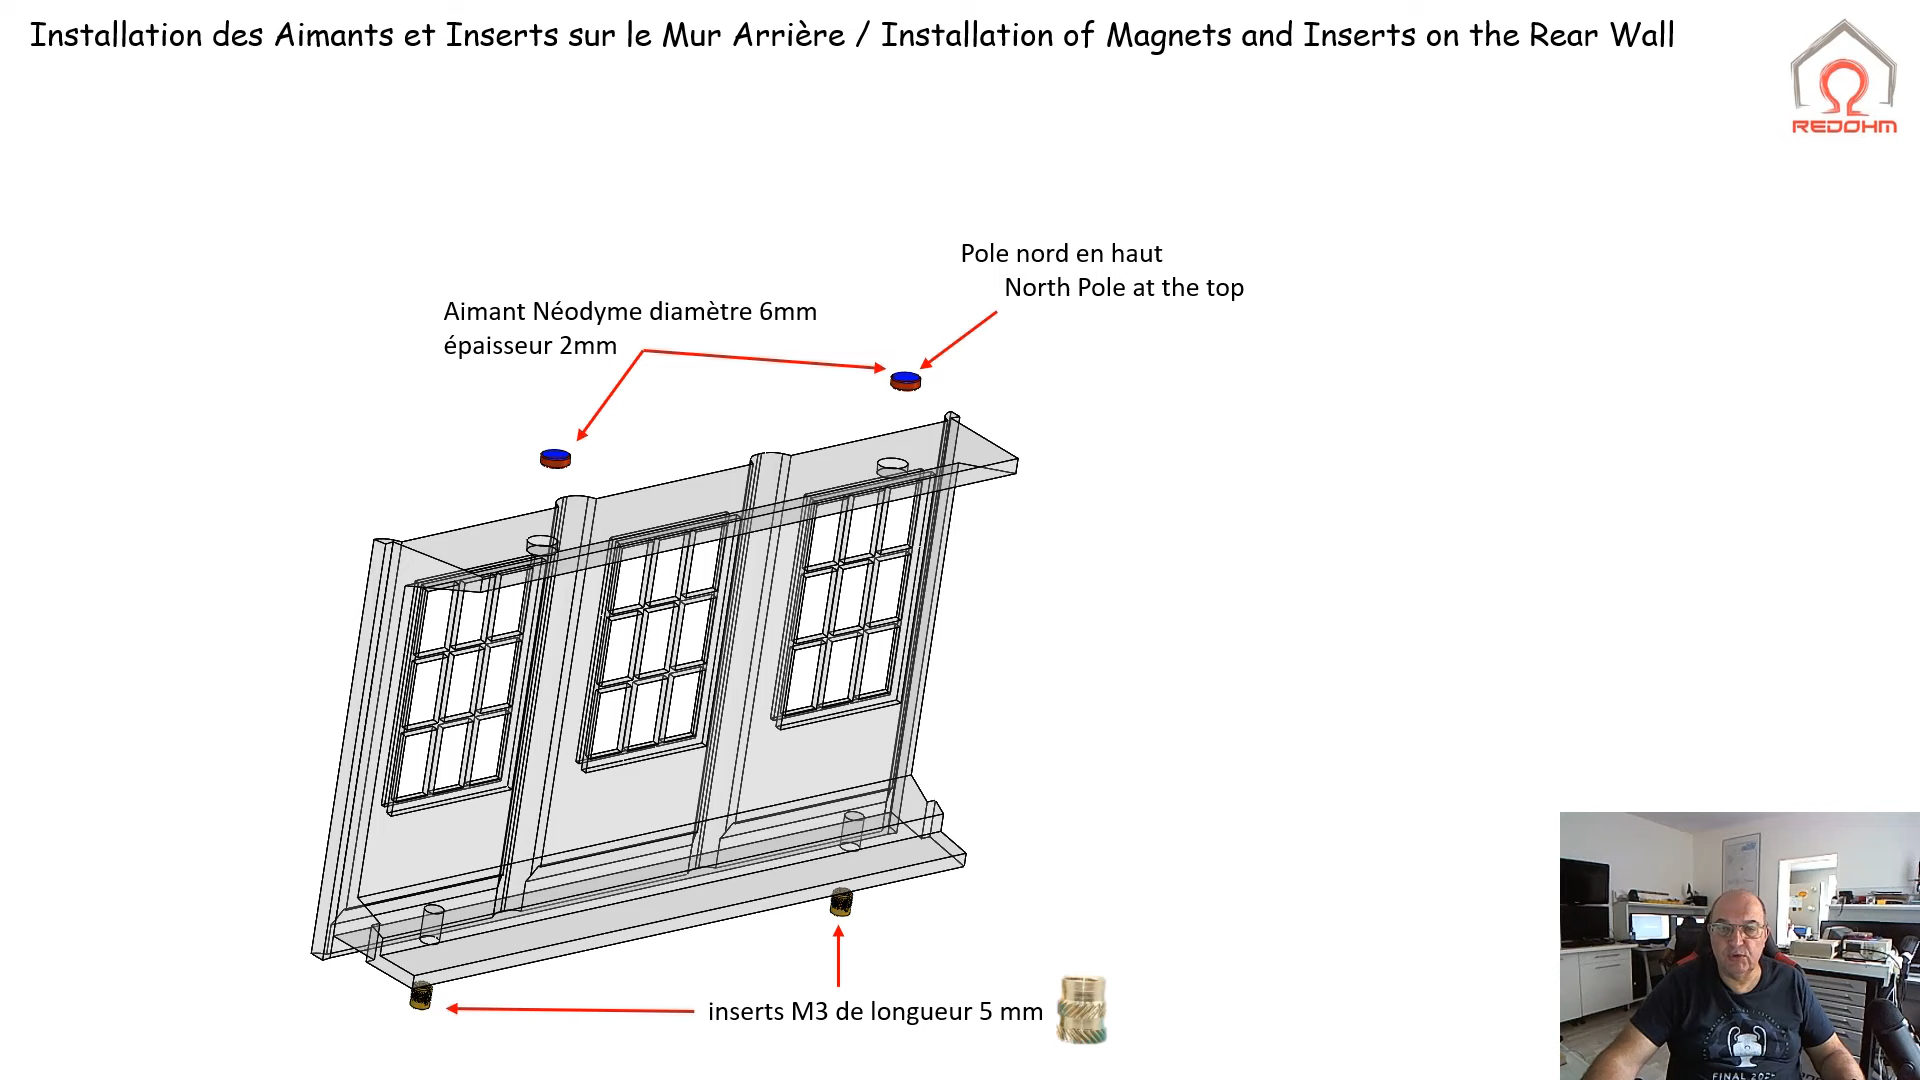 Installation des Aimants et Inserts sur le Mur Arrière / Installation of Magnets and Inserts on the Rear Wall
REDOHM
Pole nord en haut
North Pole at the top
Aimant Néodyme diamètre 6mm
épaisseur 2mm
inserts M3 de longueur 5 mm
FINAL